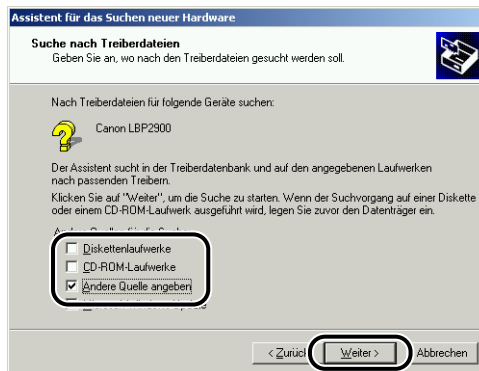 Assistent für das Suchen neuer Hardware
Suche nach Treiberdateien
Geben Sie an, wo nach den Treiberdateien gesucht werden soll.
Nach Treiberdateien für folgende Geräte suchen:
Canon LBP2900
Der Assistent sucht in der Treiberdatenbank und auf den angegebenen Laufwerken
nach passenden Treibern.
Klicken Sie auf "Weiter", um die Suche zu starten. Wenn der Suchvorgang auf einer Diskette
oder einem CD-ROM-Laufwerk ausgeführt wird, legen Sie zuvor den Datenträger ein.
Diskettenlaufwerke
CD-ROM-Laufwerke
Andere Quelle angeben
< Zurück
Weiter >
Abbrechen